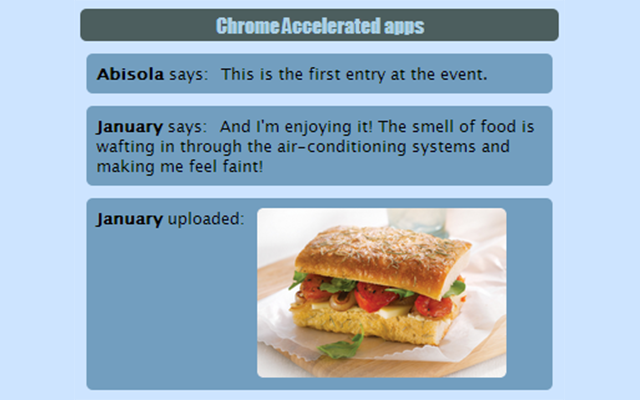 Chrome Accelerated apps
Abisola says: This is the first entry at the event.
January says: And I'm enjoying it! The smell of food is
wafting in through the air-conditioning systems and
making me feel faint!
January uploaded: